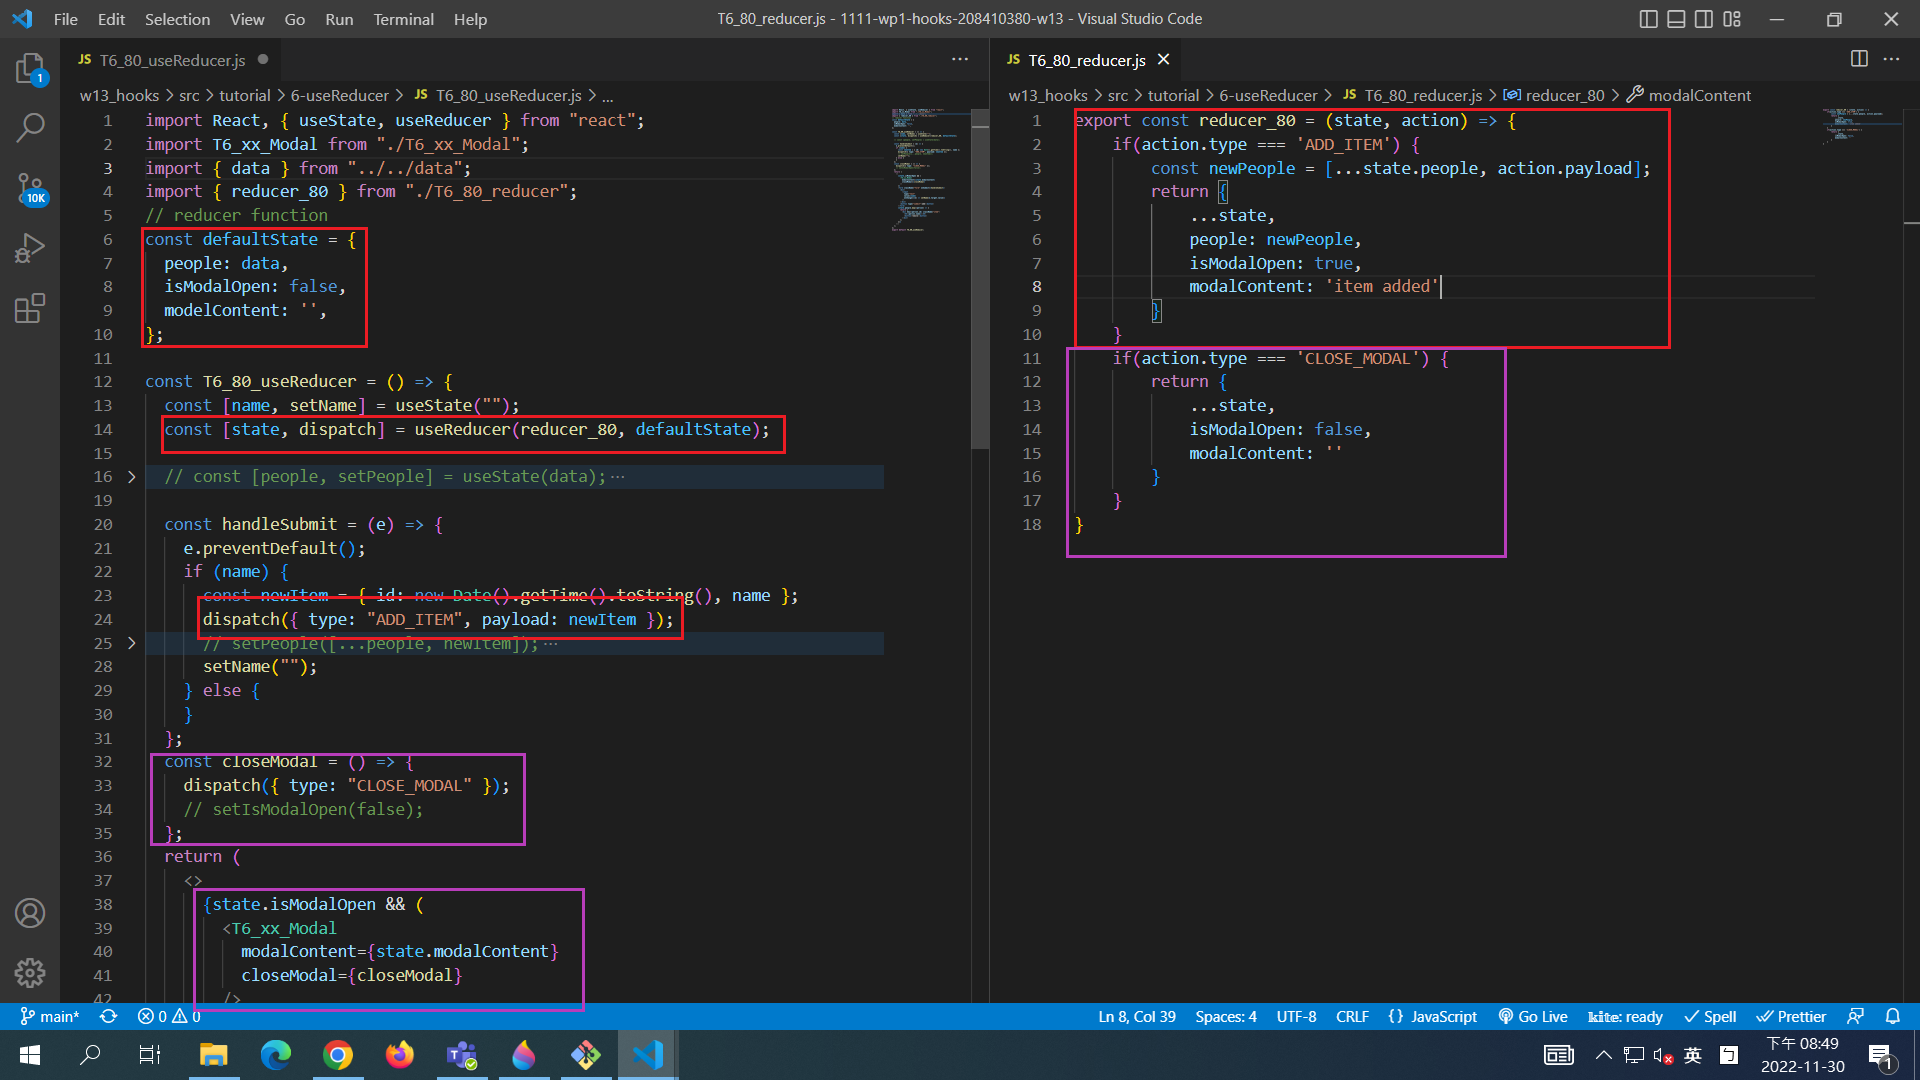 File Edit Selection View Go Run Terminal Help
T6_80_reducer.js - 1111-wp1-hooks-208410380-w13 - Visual Studio Code
JS T6_80_useReducer.js
w13_hooks > src > tutorial > 6-useReducer > JS T6_80_useReducer.js > ...
1 import React, { useState, useReducer } from "react";
2 import T6_xx_Modal from "./T6_xx_Modal";
3 import { data } from "../../data";
4 import { reducer_80 } from "./T6_80_reducer";
5 // reducer function
6 const defaultState = {
7 people: data,
8 isModalOpen: false,
9 modelContent: '',
10 };
11
12 const T6_80_useReducer = () => {
13 const [name, setName] = useState("");
14 const [state, dispatch] = useReducer(reducer_80, defaultState);
15
16 // const [people, setPeople] = useState(data);···
19
20 const handleSubmit = (e) => {
21 e.preventDefault();
22 if (name) {
23 const newItem = { id: new Date().getTime().toString(), name };
24 dispatch({ type: "ADD_ITEM", payload: newItem });
25 // setPeople([...people, newItem]);···
28 setName("");
29 } else {
30 }
31 };
32 const closeModal = () => {
33 dispatch({ type: "CLOSE_MODAL" });
34 // setIsModalOpen(false);
35 };
36 return (
37 <>
38 {state.isModalOpen && (
39 <T6_xx_Modal
40 modalContent={state.modalContent}
41 closeModal={closeModal}
42 />
JS T6_80_reducer.js
w13_hooks > src > tutorial > 6-useReducer > JS T6_80_reducer.js > reducer_80 > modalContent
1 export const reducer_80 = (state, action) => {
2 if(action.type === 'ADD_ITEM') {
3 const newPeople = [...state.people, action.payload];
4 return {
5 ...state,
6 people: newPeople,
7 isModalOpen: true,
8 modalContent: 'item added'
9 }
10 }
11 if(action.type === 'CLOSE_MODAL') {
12 return {
13 ...state,
14 isModalOpen: false,
15 modalContent: ''
16 }
17 }
18 }
1
10K
main* 0 0
Ln 8, Col 39 Spaces: 4 UTF-8 CRLF {} JavaScript Go Live kite: ready Spell Prettier
英
下午 08:49
2022-11-30
1